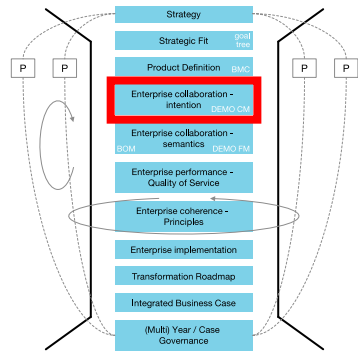 Strategy
Strategic Fit
goal
tree
P
P
Product Definition
BMC
P
P
Enterprise collaboration -
intention
DEMO CM
Enterprise collaboration -
semantics
BOM
DEMO FM
Enterprise performance -
Quality of Service
Enterprise coherence -
Principles
Enterprise implementation
Transformation Roadmap
Integrated Business Case
(Multi) Year / Case
Governance